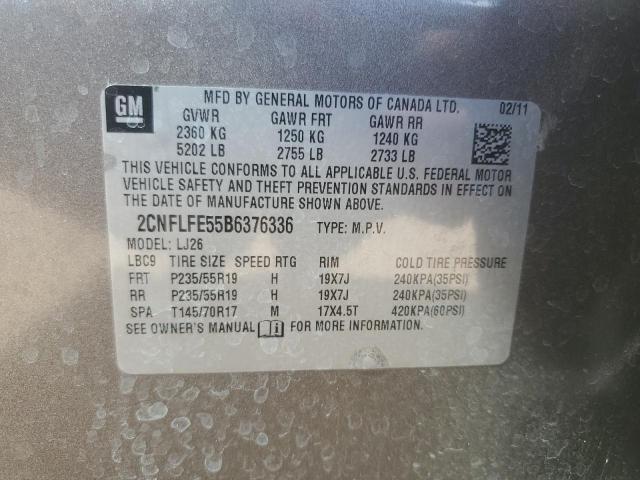 GM
MFD BY GENERAL MOTORS OF CANADA LTD. 02/11
GVWR GAWR FRT GAWR RR
2360 KG 1250 KG 1240 KG
5202 LB 2755 LB 2733 LB
THIS VEHICLE CONFORMS TO ALL APPLICABLE U.S. FEDERAL MOTOR
VEHICLE SAFETY AND THEFT PREVENTION STANDARDS IN EFFECT ON
THE DATE OF MANUFACTURE SHOWN ABOVE.
2CNFLFE55B6376336 TYPE: M.P.V.
MODEL: LJ26
LBC9 TIRE SIZE SPEED RTG RIM COLD TIRE PRESSURE
FRT P235/55R19 H 19X7J 240KPA(35PSI)
RR P235/55R19 H 19X7J 240KPA(35PSI)
SPA T145/70R17 M 17X4.5T 420KPA(60PSI)
SEE OWNER'S MANUAL FOR MORE INFORMATION.